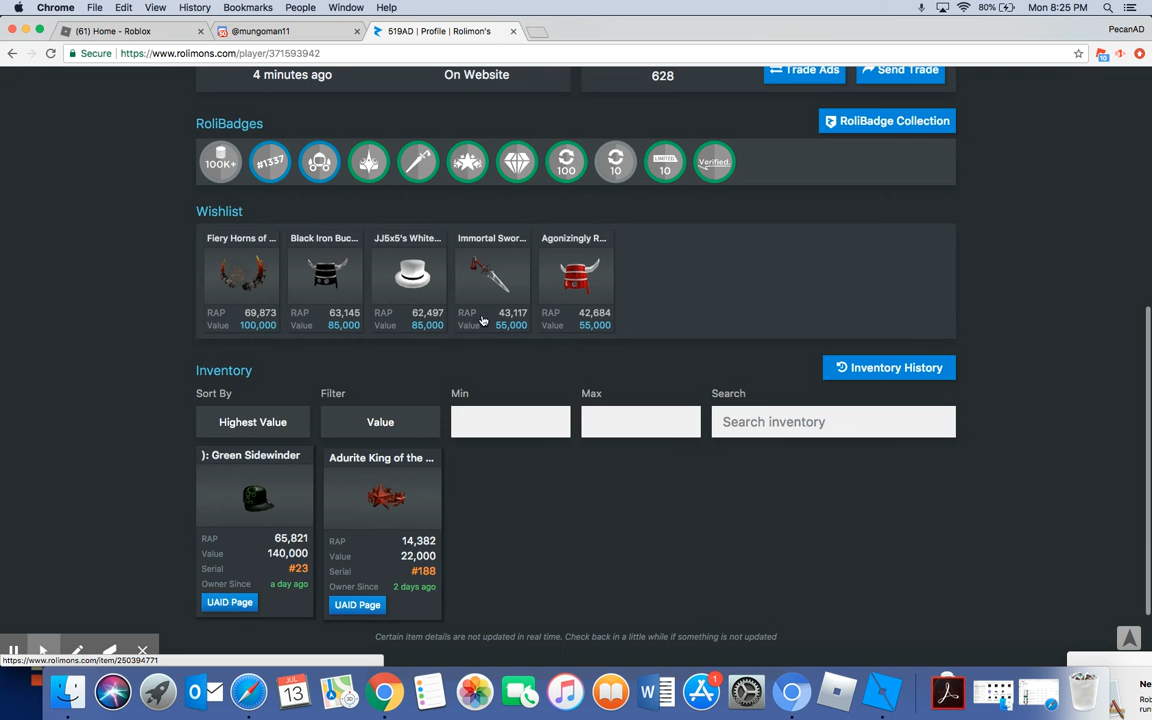 Chrome File Edit View History Bookmarks People Window Help 80% Mon 8:25 PM
(61) Home - Roblox @mungoman11 519AD | Profile | Rolimon's PecanAD
Secure https://www.rolimons.com/player/371593942
4 minutes ago On Website 628 Trade Ads Send Trade
RoliBadges RoliBadge Collection
100K+ #1337 100 10 LIMITED 10 Verified.
Wishlist
Fiery Horns of ... Black Iron Buc... JJ5x5's White... Immortal Swor... Agonizingly R...
RAP 69,873 RAP 63,145 RAP 62,497 RAP 43,117 RAP 42,684
Value 100,000 Value 85,000 Value 85,000 Value 55,000 Value 55,000
Inventory Inventory History
Sort By Filter Min Max Search
Highest Value Value Search inventory
): Green Sidewinder Adurite King of the ...
RAP 65,821 RAP 14,382
Value 140,000 Value 22,000
Serial #23 Serial #188
Owner Since a day ago Owner Since 2 days ago
UAID Page UAID Page
Certain item details are not updated in real time. Check back in a little while if something is not updated
https://www.rolimons.com/item/250394771
JUL
13
1
Ne
Rob
run